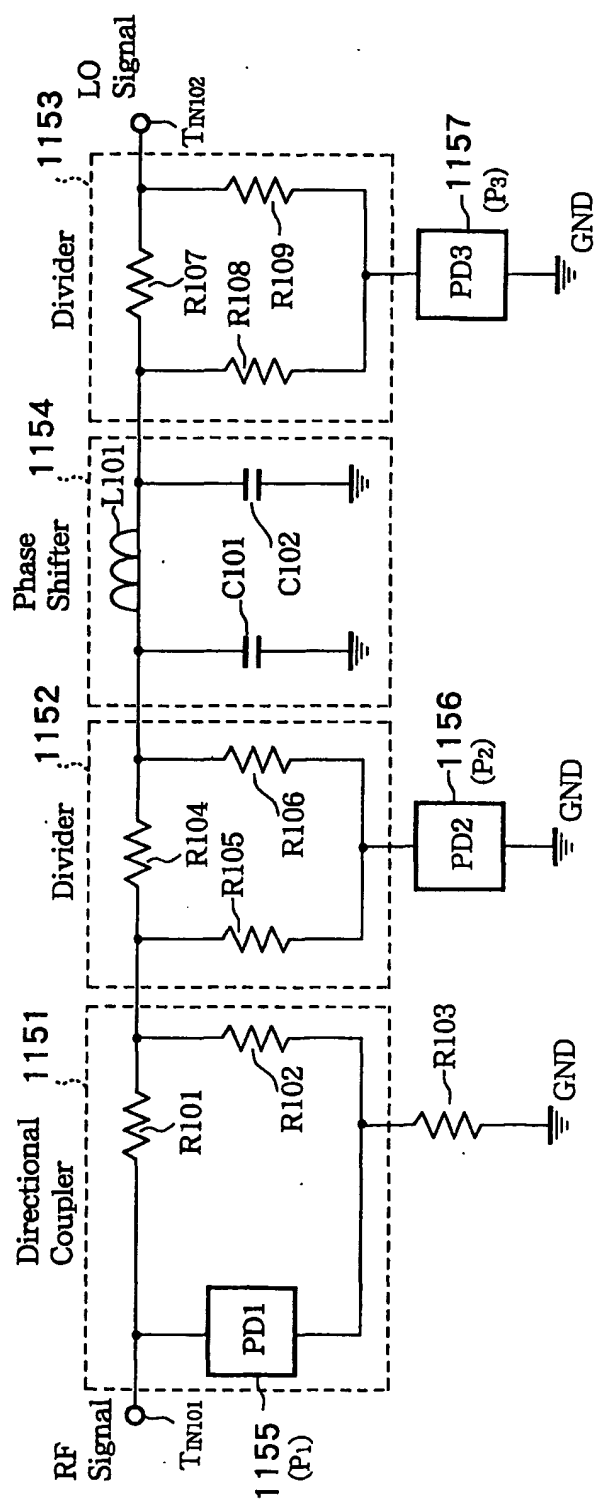 RF
Signal
TIN101
1155
(P1)
PD1
Directional
Coupler
1151
R101
R102
R103
GND
Divider
1152
R104
R105
R106
PD2
1156
(P2)
GND
Phase
Shifter
1154
L101
C101
C102
Divider
1153
R107
R108
R109
PD3
1157
(P3)
GND
LO
Signal
TIN102